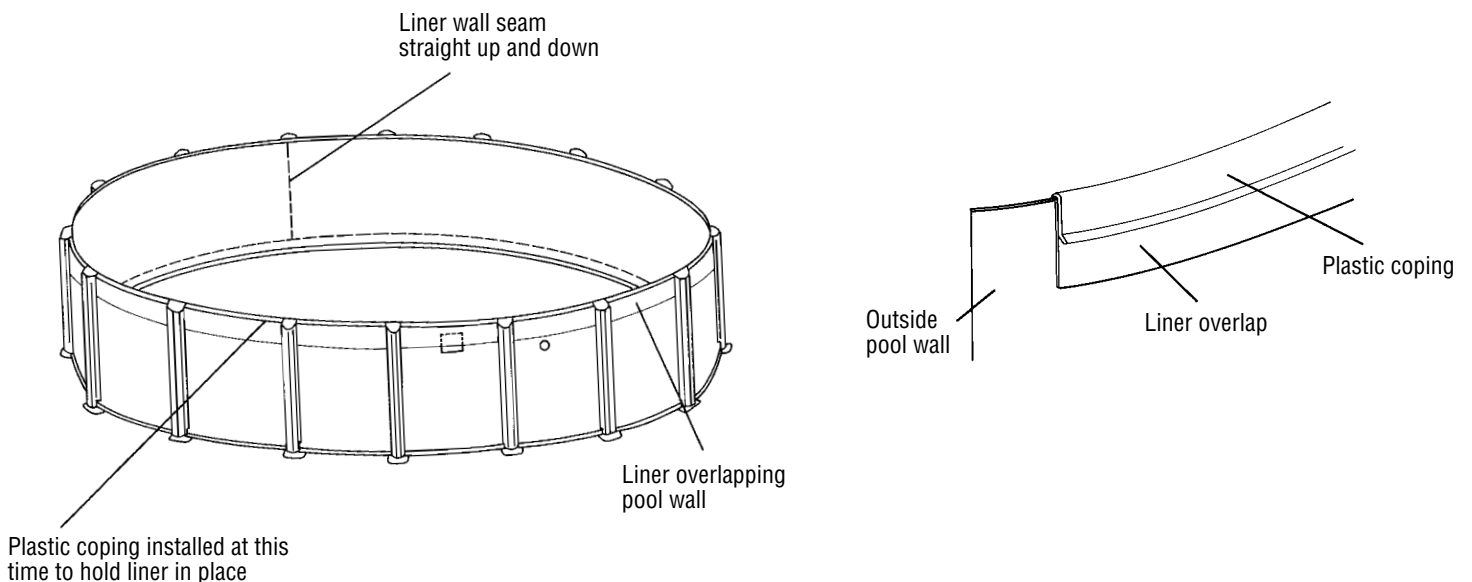 Liner wall seam
straight up and down
Plastic coping
Outside
pool wall
Liner overlap
Liner overlapping
pool wall
Plastic coping installed at this
time to hold liner in place